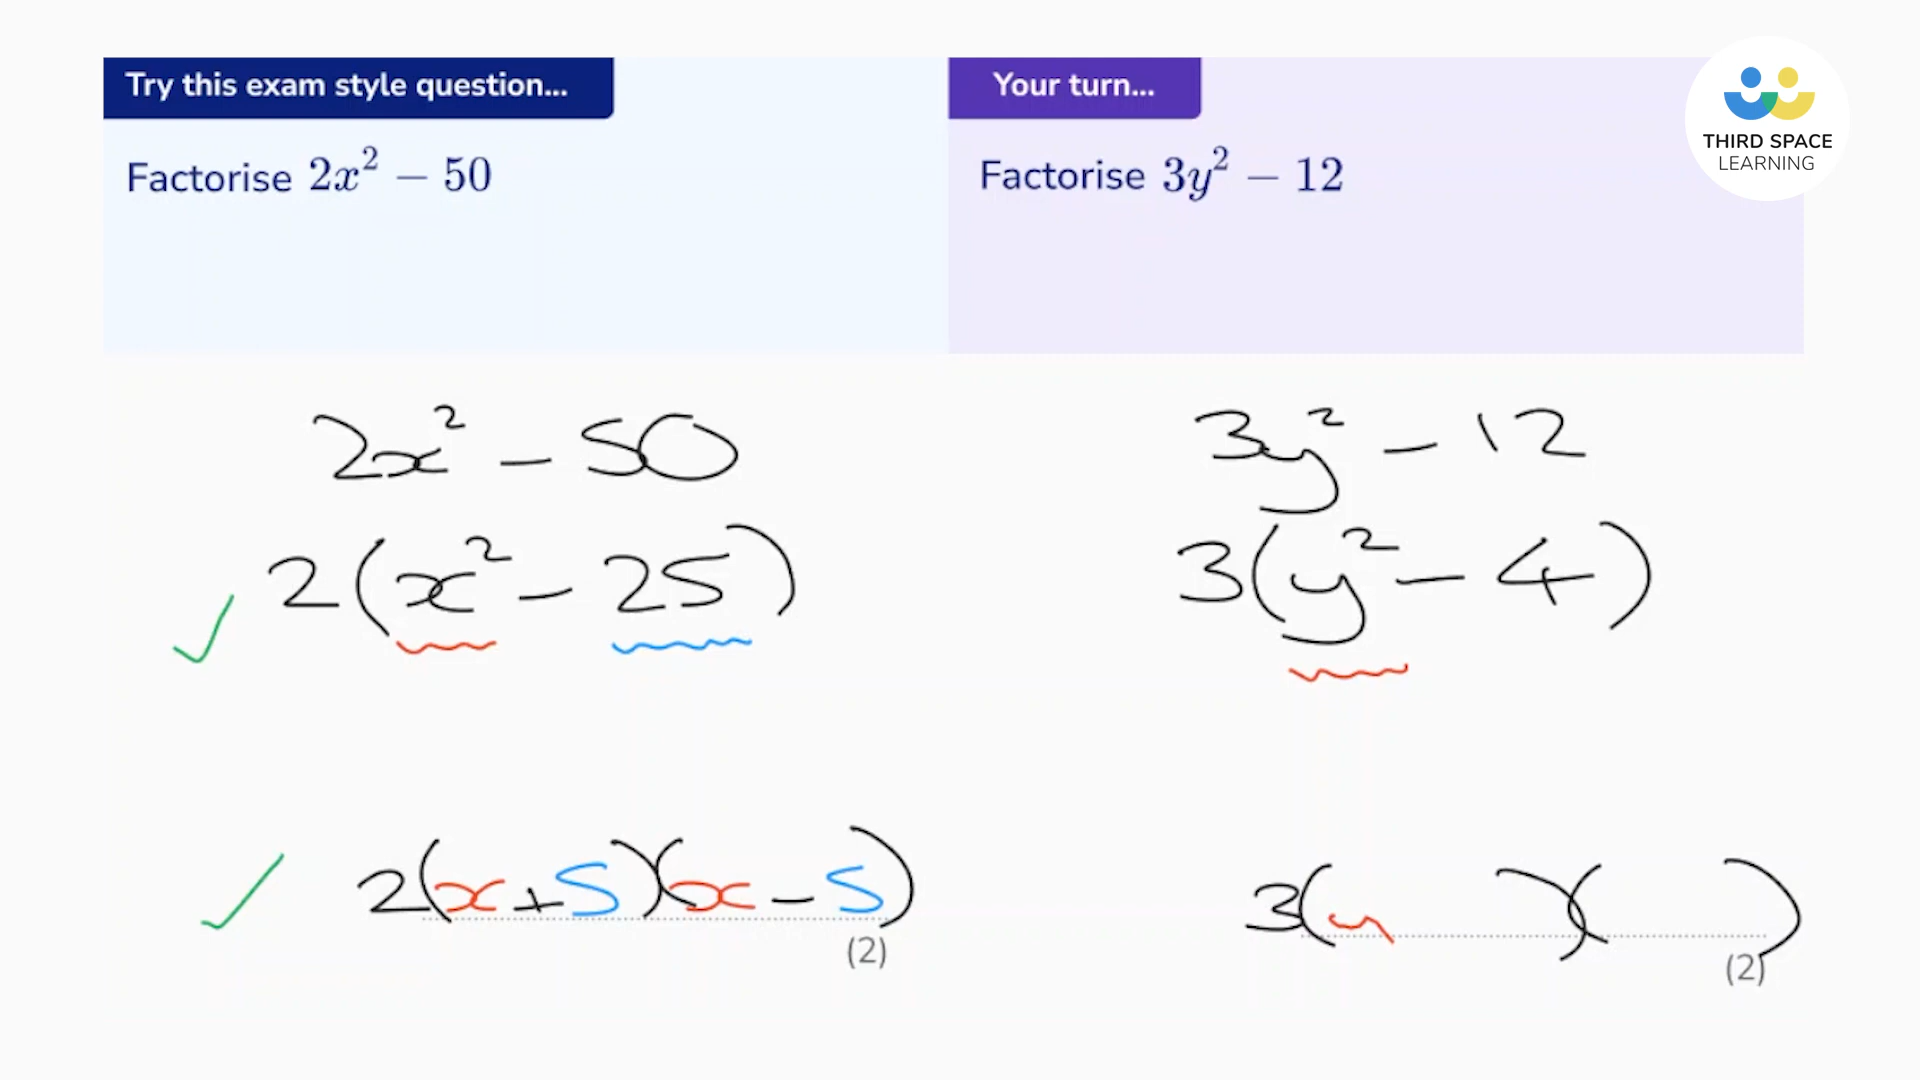 Try this exam style question...
Factorise 2x² − 50
2x² − 50
2(x² − 25)
2(x+5)(x−5)
(2)
Your turn...
Factorise 3y² − 12
3y² − 12
3(y² − 4)
3(y )( )
(2)
THIRD SPACE
LEARNING